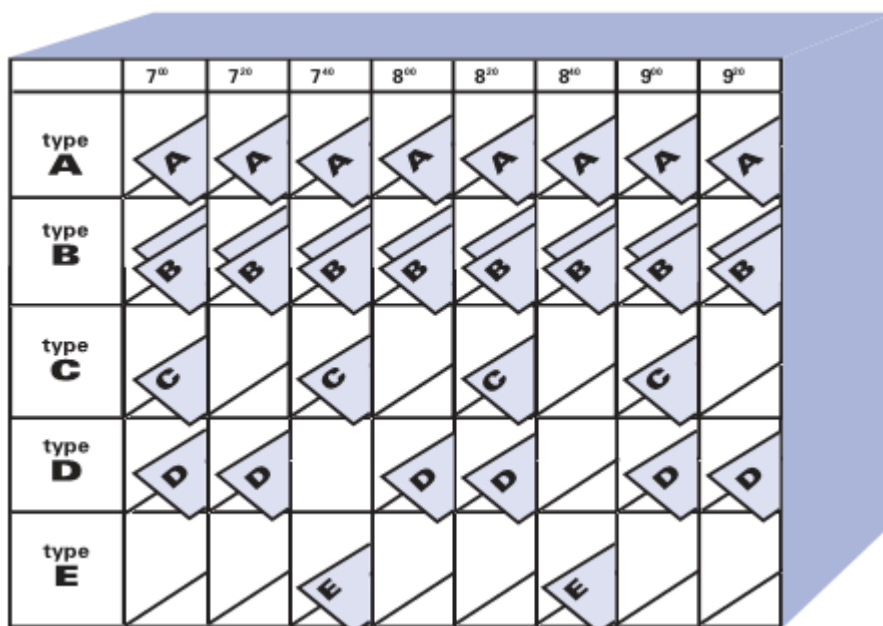 7⁰⁰ 7²⁰ 7⁴⁰ 8⁰⁰ 8²⁰ 8⁴⁰ 9⁰⁰ 9²⁰
type
A A A A A A A A A
type
B B B B B B B B B
type
C C C C C
type
D D D D D D D
type
E E E